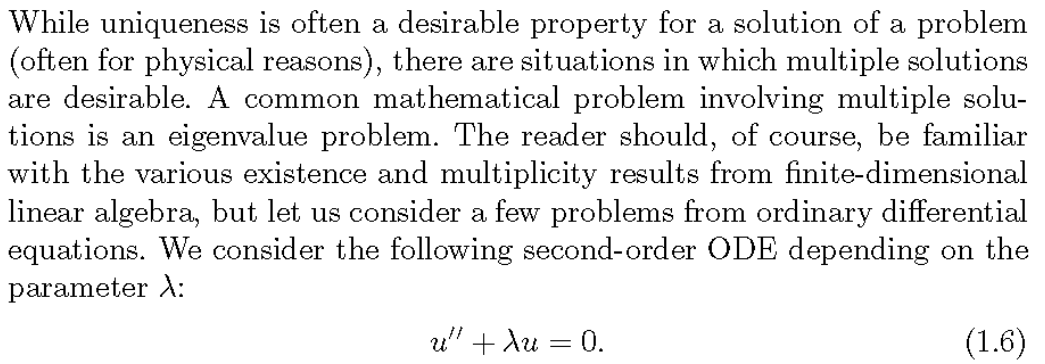 While uniqueness is often a desirable property for a solution of a problem
(often for physical reasons), there are situations in which multiple solutions
are desirable. A common mathematical problem involving multiple solu-
tions is an eigenvalue problem. The reader should, of course, be familiar
with the various existence and multiplicity results from finite-dimensional
linear algebra, but let us consider a few problems from ordinary differential
equations. We consider the following second-order ODE depending on the
parameter λ:
u″ + λu = 0. (1.6)